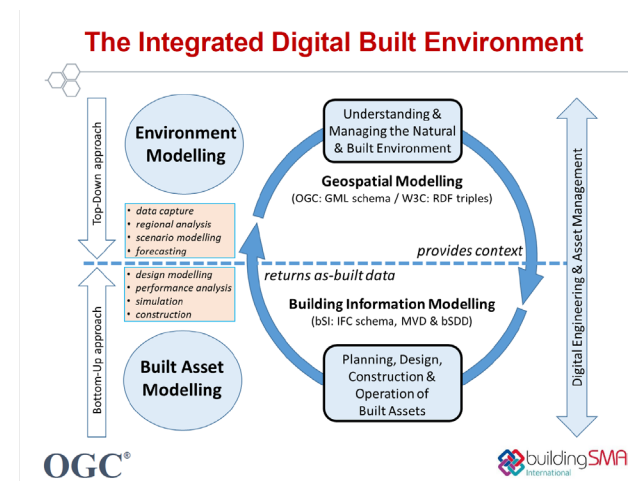 The Integrated Digital Built Environment
Top-Down approach
Environment
Modelling
• data capture
• regional analysis
• scenario modelling
• forecasting
Understanding &
Managing the Natural
& Built Environment
Geospatial Modelling
(OGC: GML schema / W3C: RDF triples)
provides context
returns as-built data
Bottom-Up approach
• design modelling
• performance analysis
• simulation
• construction
Built Asset
Modelling
Building Information Modelling
(bSI: IFC schema, MVD & bSDD)
Planning, Design,
Construction &
Operation of
Built Assets
Digital Engineering & Asset Management
OGC®
buildingSMA
International